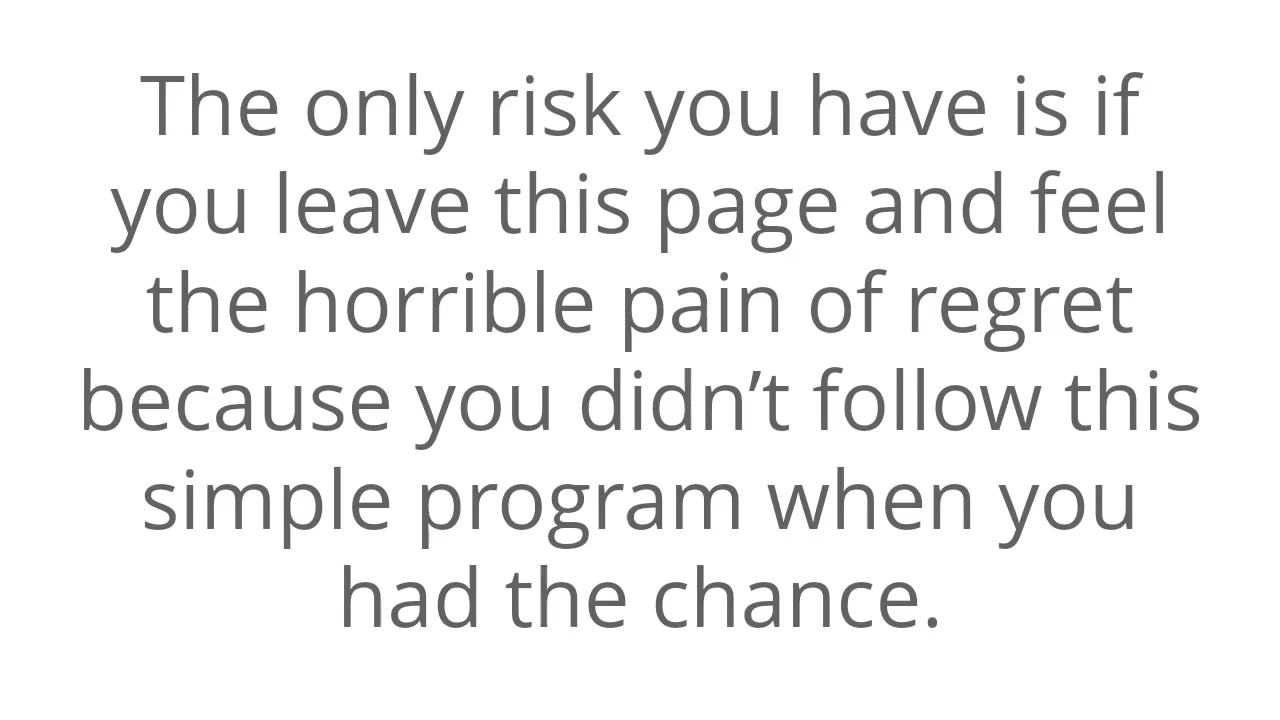 The only risk you have is if
you leave this page and feel
the horrible pain of regret
because you didn’t follow this
simple program when you
had the chance.